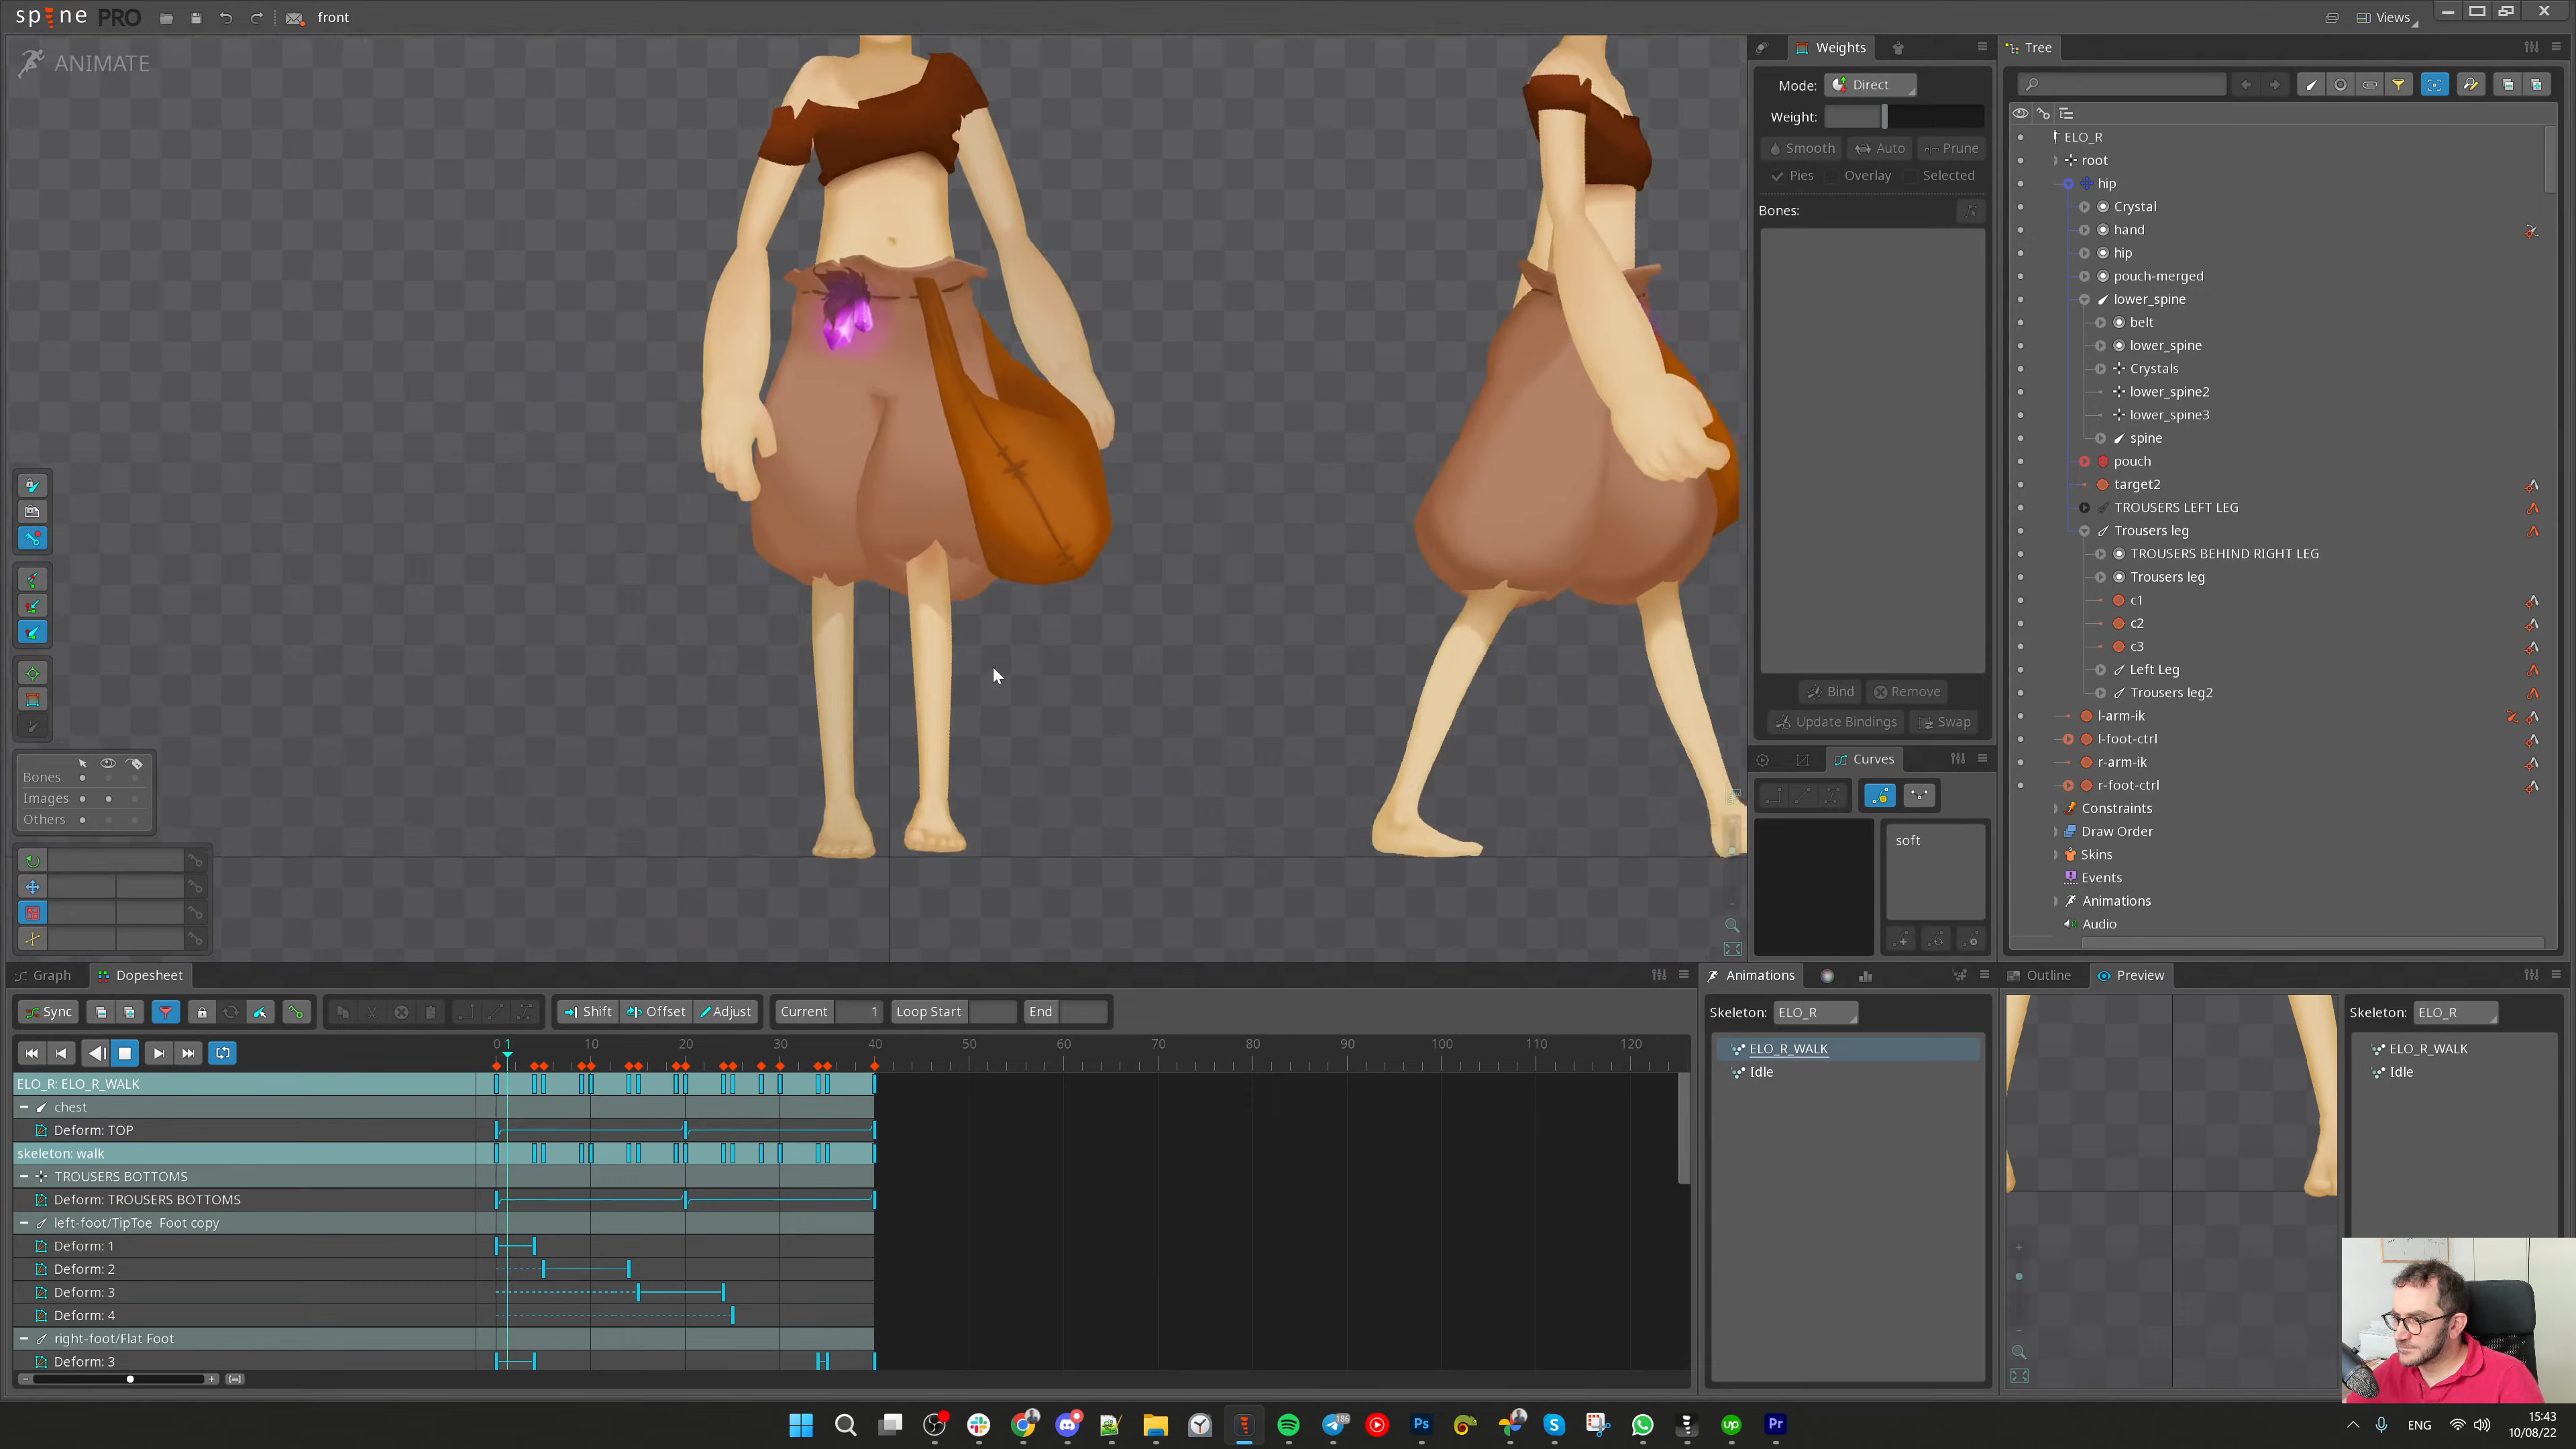 spine PRO front Views
ANIMATE
Weights
Mode: Direct
Weight:
Smooth Auto Prune
Pies Overlay Selected
Bones:
Bind Remove
Update Bindings Swap
Curves
soft
Tree
ELO_R
root
hip
Crystal
hand
hip
pouch-merged
lower_spine
belt
lower_spine
Crystals
lower_spine2
lower_spine3
spine
pouch
target2
TROUSERS LEFT LEG
Trousers leg
TROUSERS BEHIND RIGHT LEG
Trousers leg
c1
c2
c3
Left Leg
Trousers leg2
l-arm-ik
l-foot-ctrl
r-arm-ik
r-foot-ctrl
Constraints
Draw Order
Skins
Events
Animations
Audio
Bones
Images
Others
Graph Dopesheet
Sync Shift Offset Adjust Current 1 Loop Start End
0 1 10 20 30 40 50 60 70 80 90 100 110 120
ELO_R: ELO_R_WALK
chest
Deform: TOP
skeleton: walk
TROUSERS BOTTOMS
Deform: TROUSERS BOTTOMS
left-foot/TipToe Foot copy
Deform: 1
Deform: 2
Deform: 3
Deform: 4
right-foot/Flat Foot
Deform: 3
Animations
Skeleton: ELO_R
ELO_R_WALK
Idle
Outline Preview
Skeleton: ELO_R
ELO_R_WALK
Idle
186
Ps
up
Pr
ENG
15:43
10/08/22